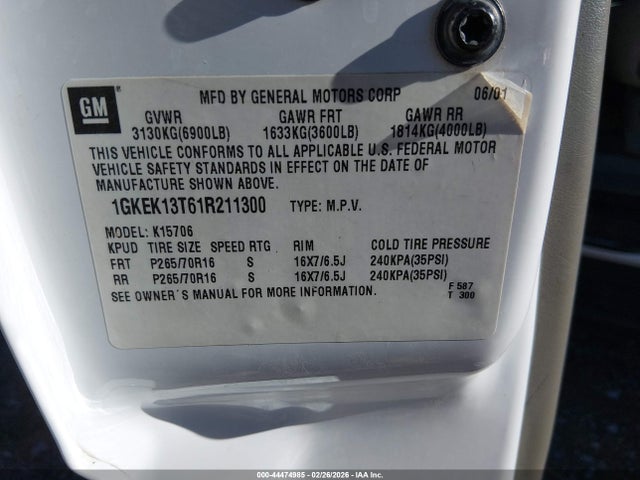 GM
MFD BY GENERAL MOTORS CORP 06/01
GVWR GAWR FRT GAWR RR
3130KG(6900LB) 1633KG(3600LB) 1814KG(4000LB)
THIS VEHICLE CONFORMS TO ALL APPLICABLE U.S. FEDERAL MOTOR
VEHICLE SAFETY STANDARDS IN EFFECT ON THE DATE OF
MANUFACTURE SHOWN ABOVE.
1GKEK13T61R211300 TYPE: M.P.V.
MODEL: K15706
KPUD TIRE SIZE SPEED RTG RIM COLD TIRE PRESSURE
FRT P265/70R16 S 16X7/6.5J 240KPA(35PSI)
RR P265/70R16 S 16X7/6.5J 240KPA(35PSI)
SEE OWNER'S MANUAL FOR MORE INFORMATION.
F 587
T 300
000-44474985 - 02/26/2026 - IAA Inc.